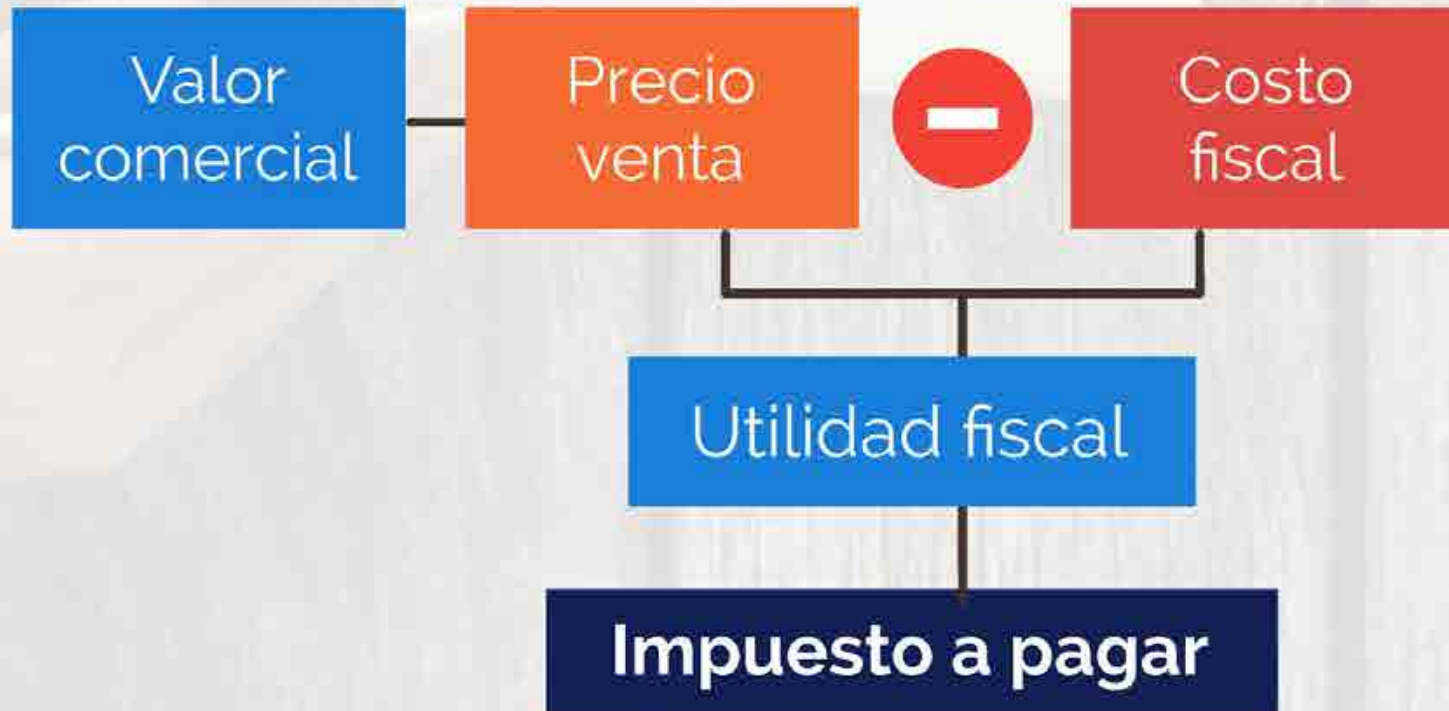 Valor
comercial
Precio
venta
Costo
fiscal
Utilidad fiscal
Impuesto a pagar